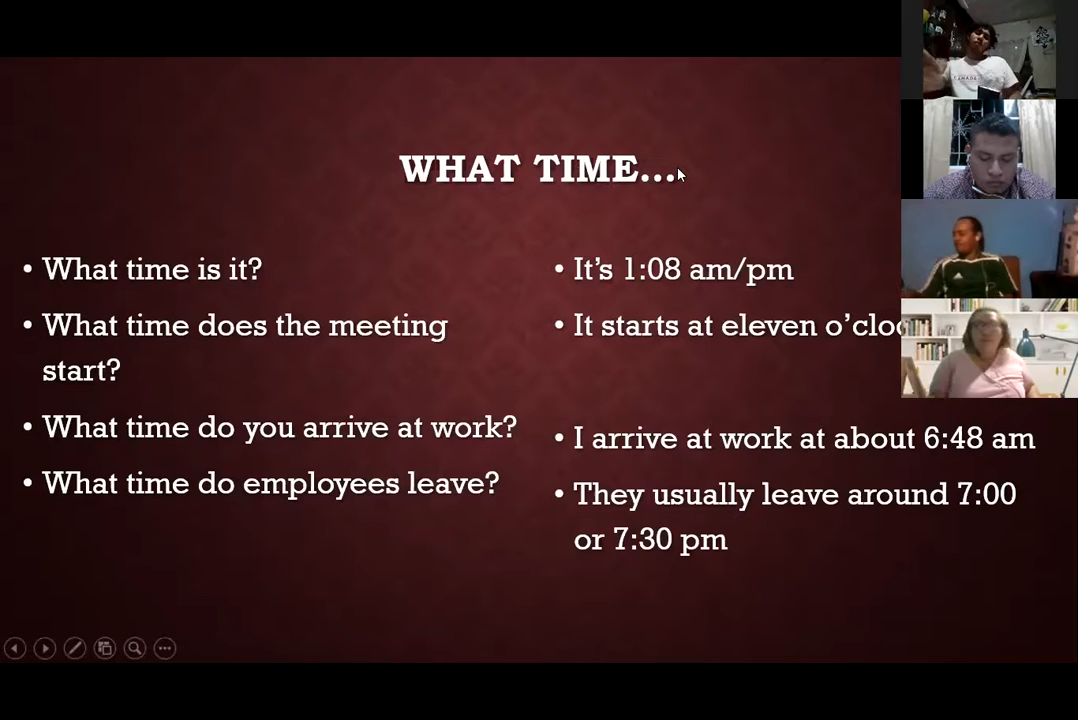 WHAT TIME...
• What time is it?
• What time does the meeting
start?
• What time do you arrive at work?
• What time do employees leave?
• It’s 1:08 am/pm
• It starts at eleven
• I arrive at work at about 6:48 am
• They usually leave around 7:00
or 7:30 pm